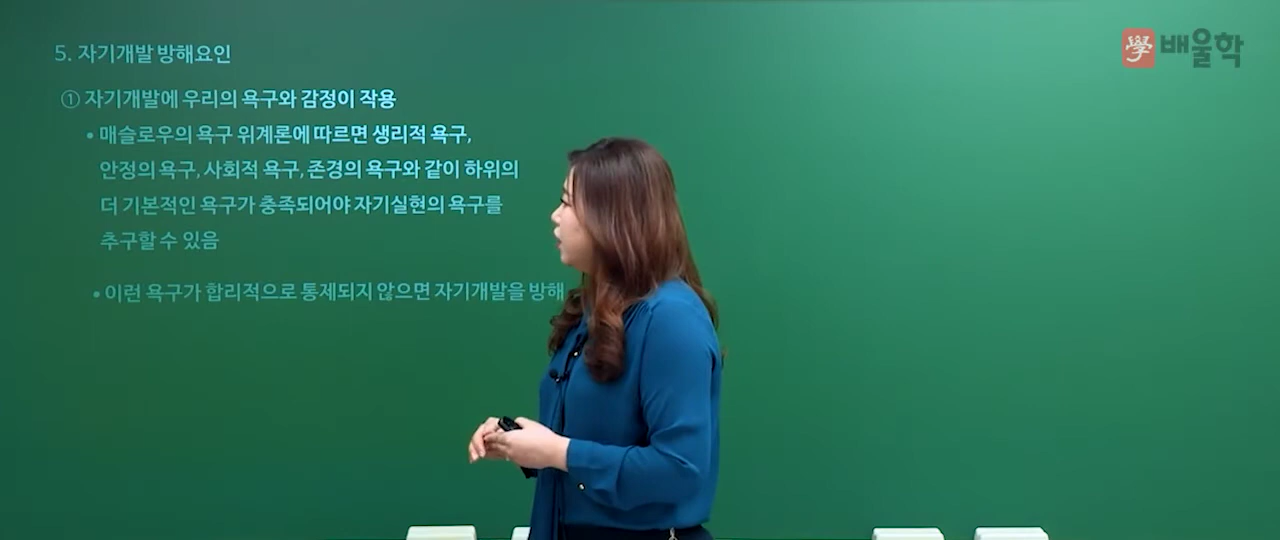 學 배울학
5. 자기개발 방해요인
① 자기개발에 우리의 욕구와 감정이 작용
• 매슬로우의 욕구 위계론에 따르면 생리적 욕구,
안정의 욕구, 사회적 욕구, 존경의 욕구와 같이 하위의
더 기본적인 욕구가 충족되어야 자기실현의 욕구를
추구할 수 있음
• 이런 욕구가 합리적으로 통제되지 않으면 자기개발을 방해